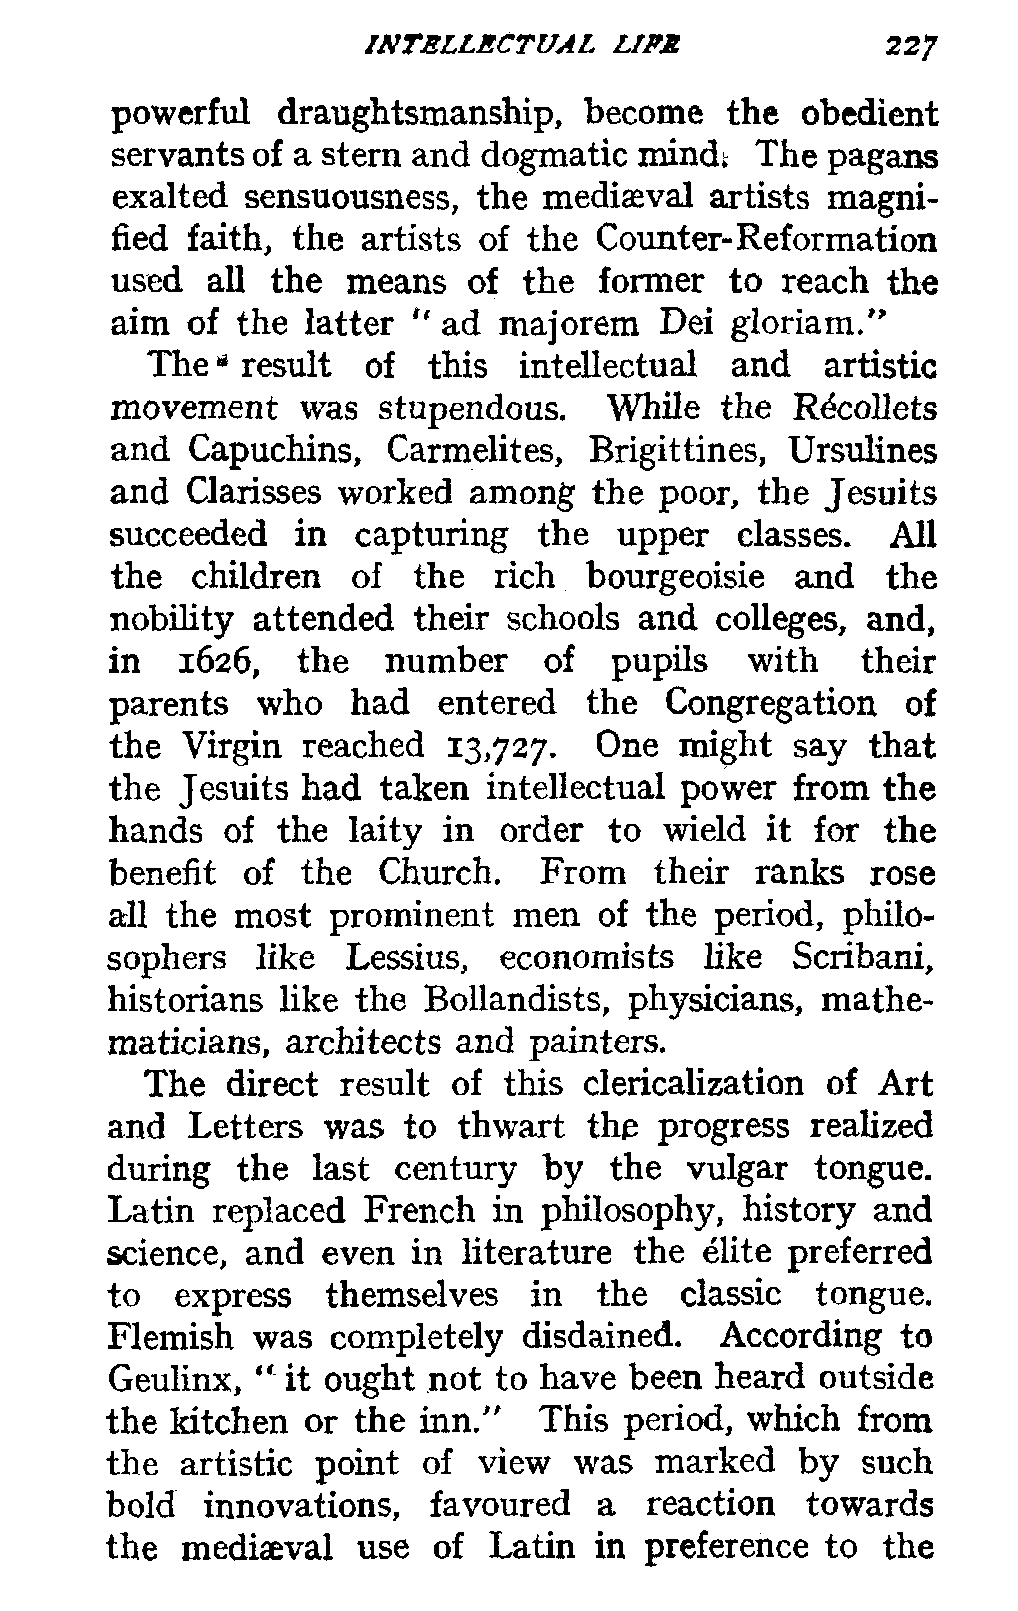 INTELLECTUAL LIFE 227
powerful draughtsmanship, become the obedient
servants of a stern and dogmatic mind. The pagans
exalted sensuousness, the mediæval artists magni-
fied faith, the artists of the Counter-Reformation
used all the means of the former to reach the
aim of the latter "ad majorem Dei gloriam."
The result of this intellectual and artistic
movement was stupendous. While the Récollets
and Capuchins, Carmelites, Brigittines, Ursulines
and Clarisses worked among the poor, the Jesuits
succeeded in capturing the upper classes. All
the children of the rich bourgeoisie and the
nobility attended their schools and colleges, and,
in 1626, the number of pupils with their
parents who had entered the Congregation of
the Virgin reached 13,727. One might say that
the Jesuits had taken intellectual power from the
hands of the laity in order to wield it for the
benefit of the Church. From their ranks rose
all the most prominent men of the period, philo-
sophers like Lessius, economists like Scribani,
historians like the Bollandists, physicians, mathe-
maticians, architects and painters.
The direct result of this clericalization of Art
and Letters was to thwart the progress realized
during the last century by the vulgar tongue.
Latin replaced French in philosophy, history and
science, and even in literature the élite preferred
to express themselves in the classic tongue.
Flemish was completely disdained. According to
Geulinx, "it ought not to have been heard outside
the kitchen or the inn." This period, which from
the artistic point of view was marked by such
bold innovations, favoured a reaction towards
the mediæval use of Latin in preference to the